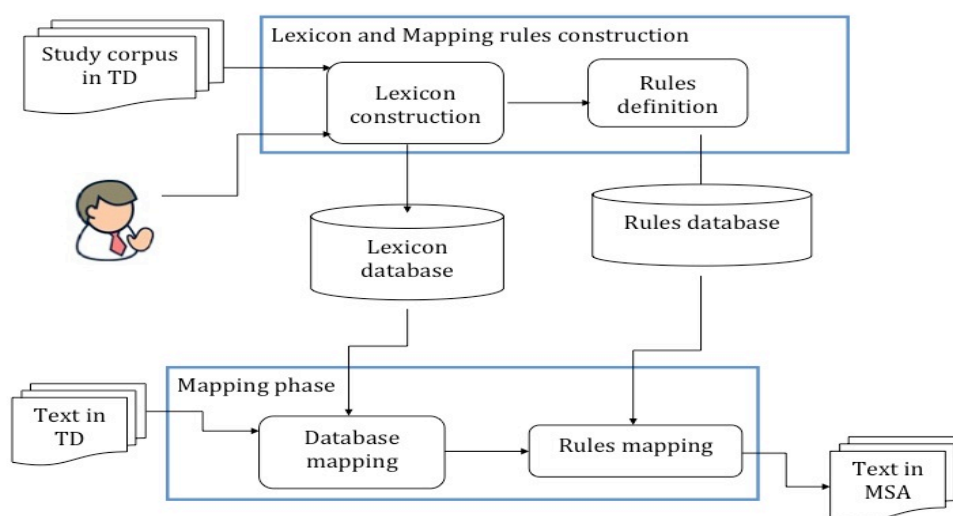 Lexicon and Mapping rules construction
Study corpus
in TD
Lexicon
construction
Rules
definition
Lexicon
database
Rules database
Mapping phase
Text in
TD
Database
mapping
Rules mapping
Text in
MSA